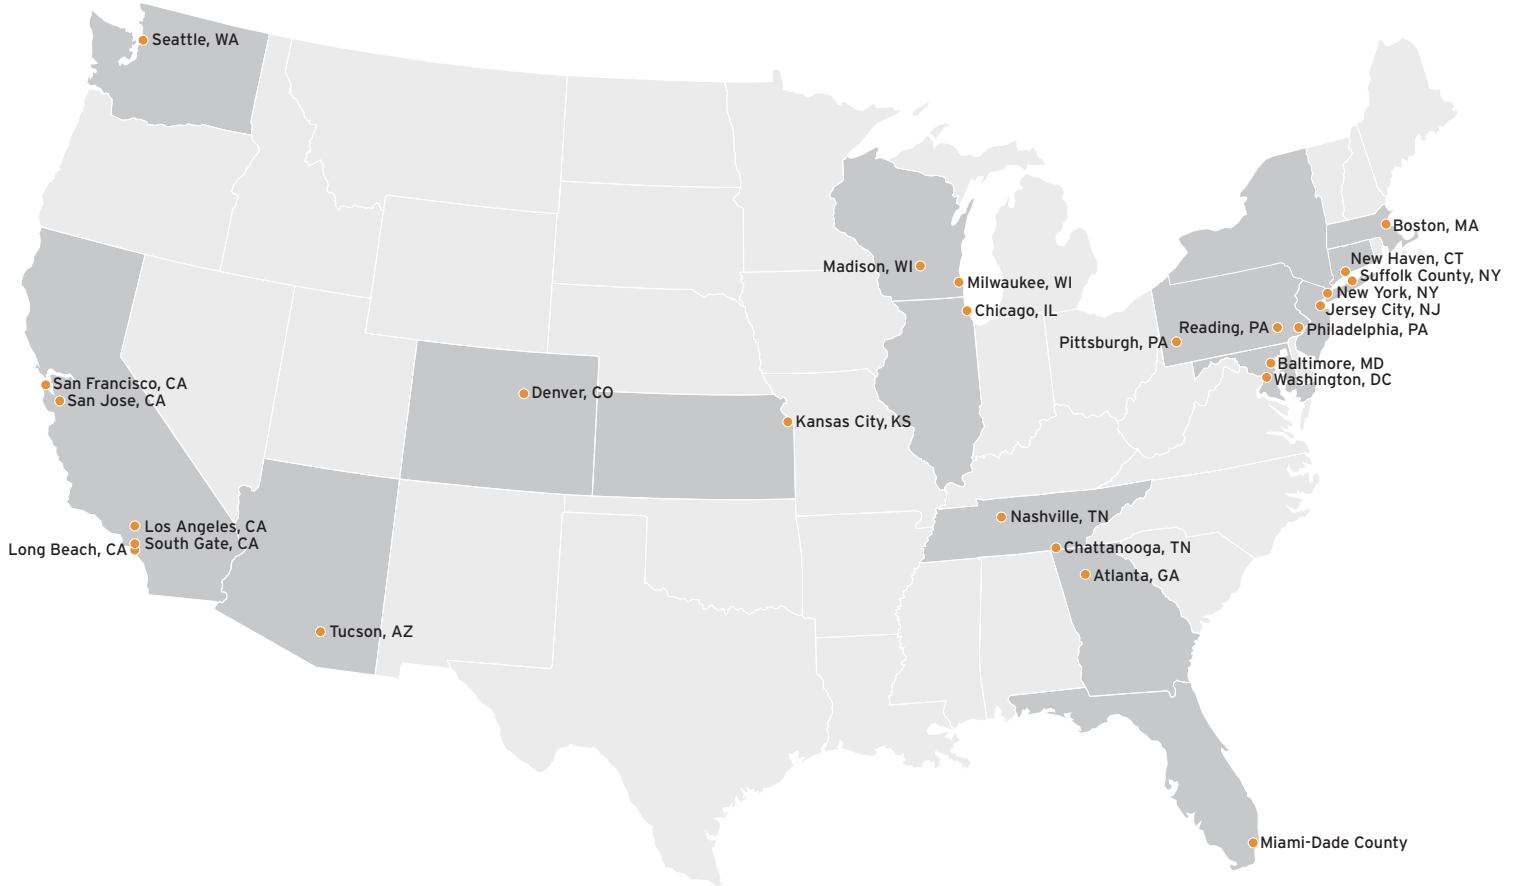 Seattle, WA
Boston, MA
New Haven, CT
Madison, WI
Suffolk County, NY
Milwaukee, WI
New York, NY
Chicago, IL
Jersey City, NJ
Reading, PA
Philadelphia, PA
Pittsburgh, PA
Baltimore, MD
Washington, DC
San Francisco, CA
Denver, CO
San Jose, CA
Kansas City, KS
Nashville, TN
Los Angeles, CA
South Gate, CA
Long Beach, CA
Chattanooga, TN
Atlanta, GA
Tucson, AZ
Miami-Dade County